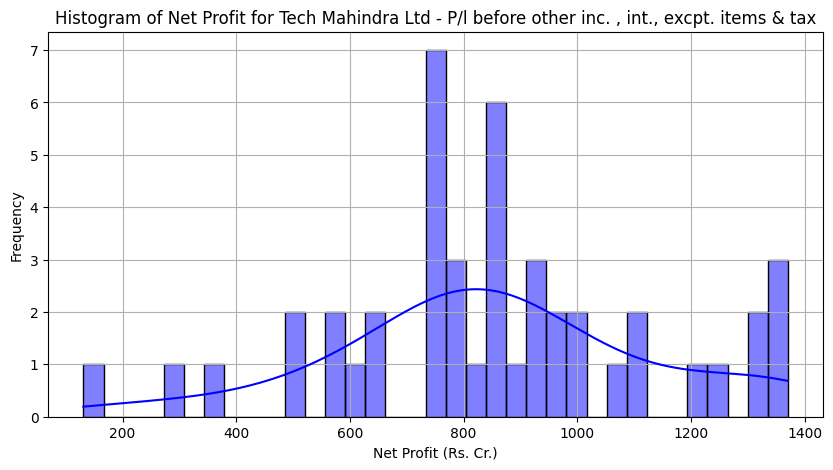 Histogram of Net Profit for Tech Mahindra Ltd - P/l before other inc. , int., excpt. items & tax
7
6
5
4
3
2
1
0
Frequency
200 400 600 800 1000 1200 1400
Net Profit (Rs. Cr.)